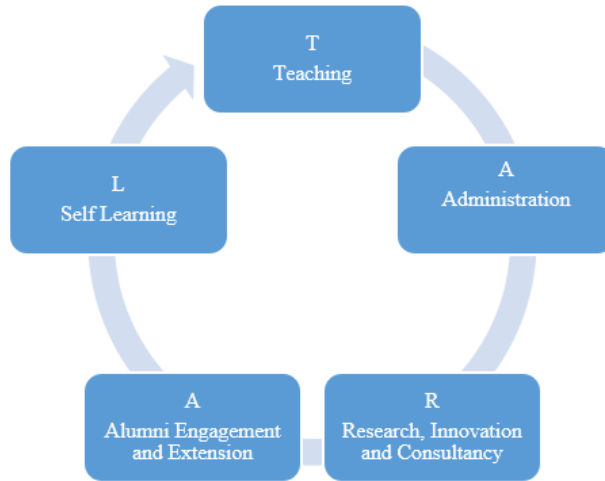 T
Teaching
A
Administration
R
Research, Innovation
and Consultancy
A
Alumni Engagement
and Extension
L
Self Learning